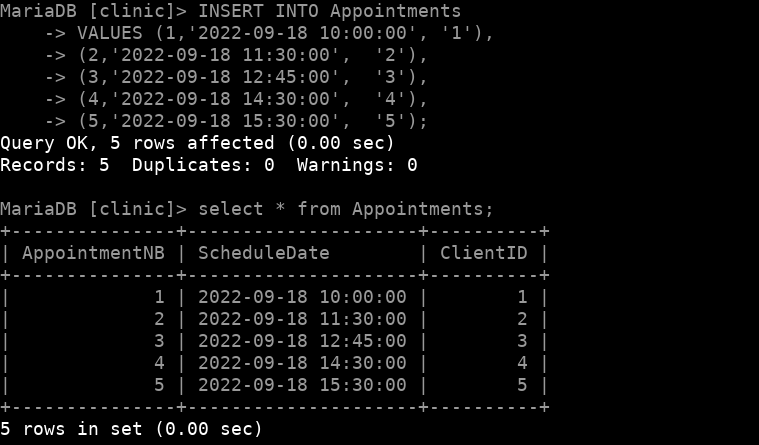 MariaDB [clinic]> INSERT INTO Appointments
    -> VALUES (1,'2022-09-18 10:00:00', '1'),
    -> (2,'2022-09-18 11:30:00',  '2'),
    -> (3,'2022-09-18 12:45:00',  '3'),
    -> (4,'2022-09-18 14:30:00',  '4'),
    -> (5,'2022-09-18 15:30:00',  '5');
Query OK, 5 rows affected (0.00 sec)
Records: 5  Duplicates: 0  Warnings: 0

MariaDB [clinic]> select * from Appointments;
+---------------+---------------------+----------+
| AppointmentNB | ScheduleDate        | ClientID |
+---------------+---------------------+----------+
|             1 | 2022-09-18 10:00:00 |        1 |
|             2 | 2022-09-18 11:30:00 |        2 |
|             3 | 2022-09-18 12:45:00 |        3 |
|             4 | 2022-09-18 14:30:00 |        4 |
|             5 | 2022-09-18 15:30:00 |        5 |
+---------------+---------------------+----------+
5 rows in set (0.00 sec)